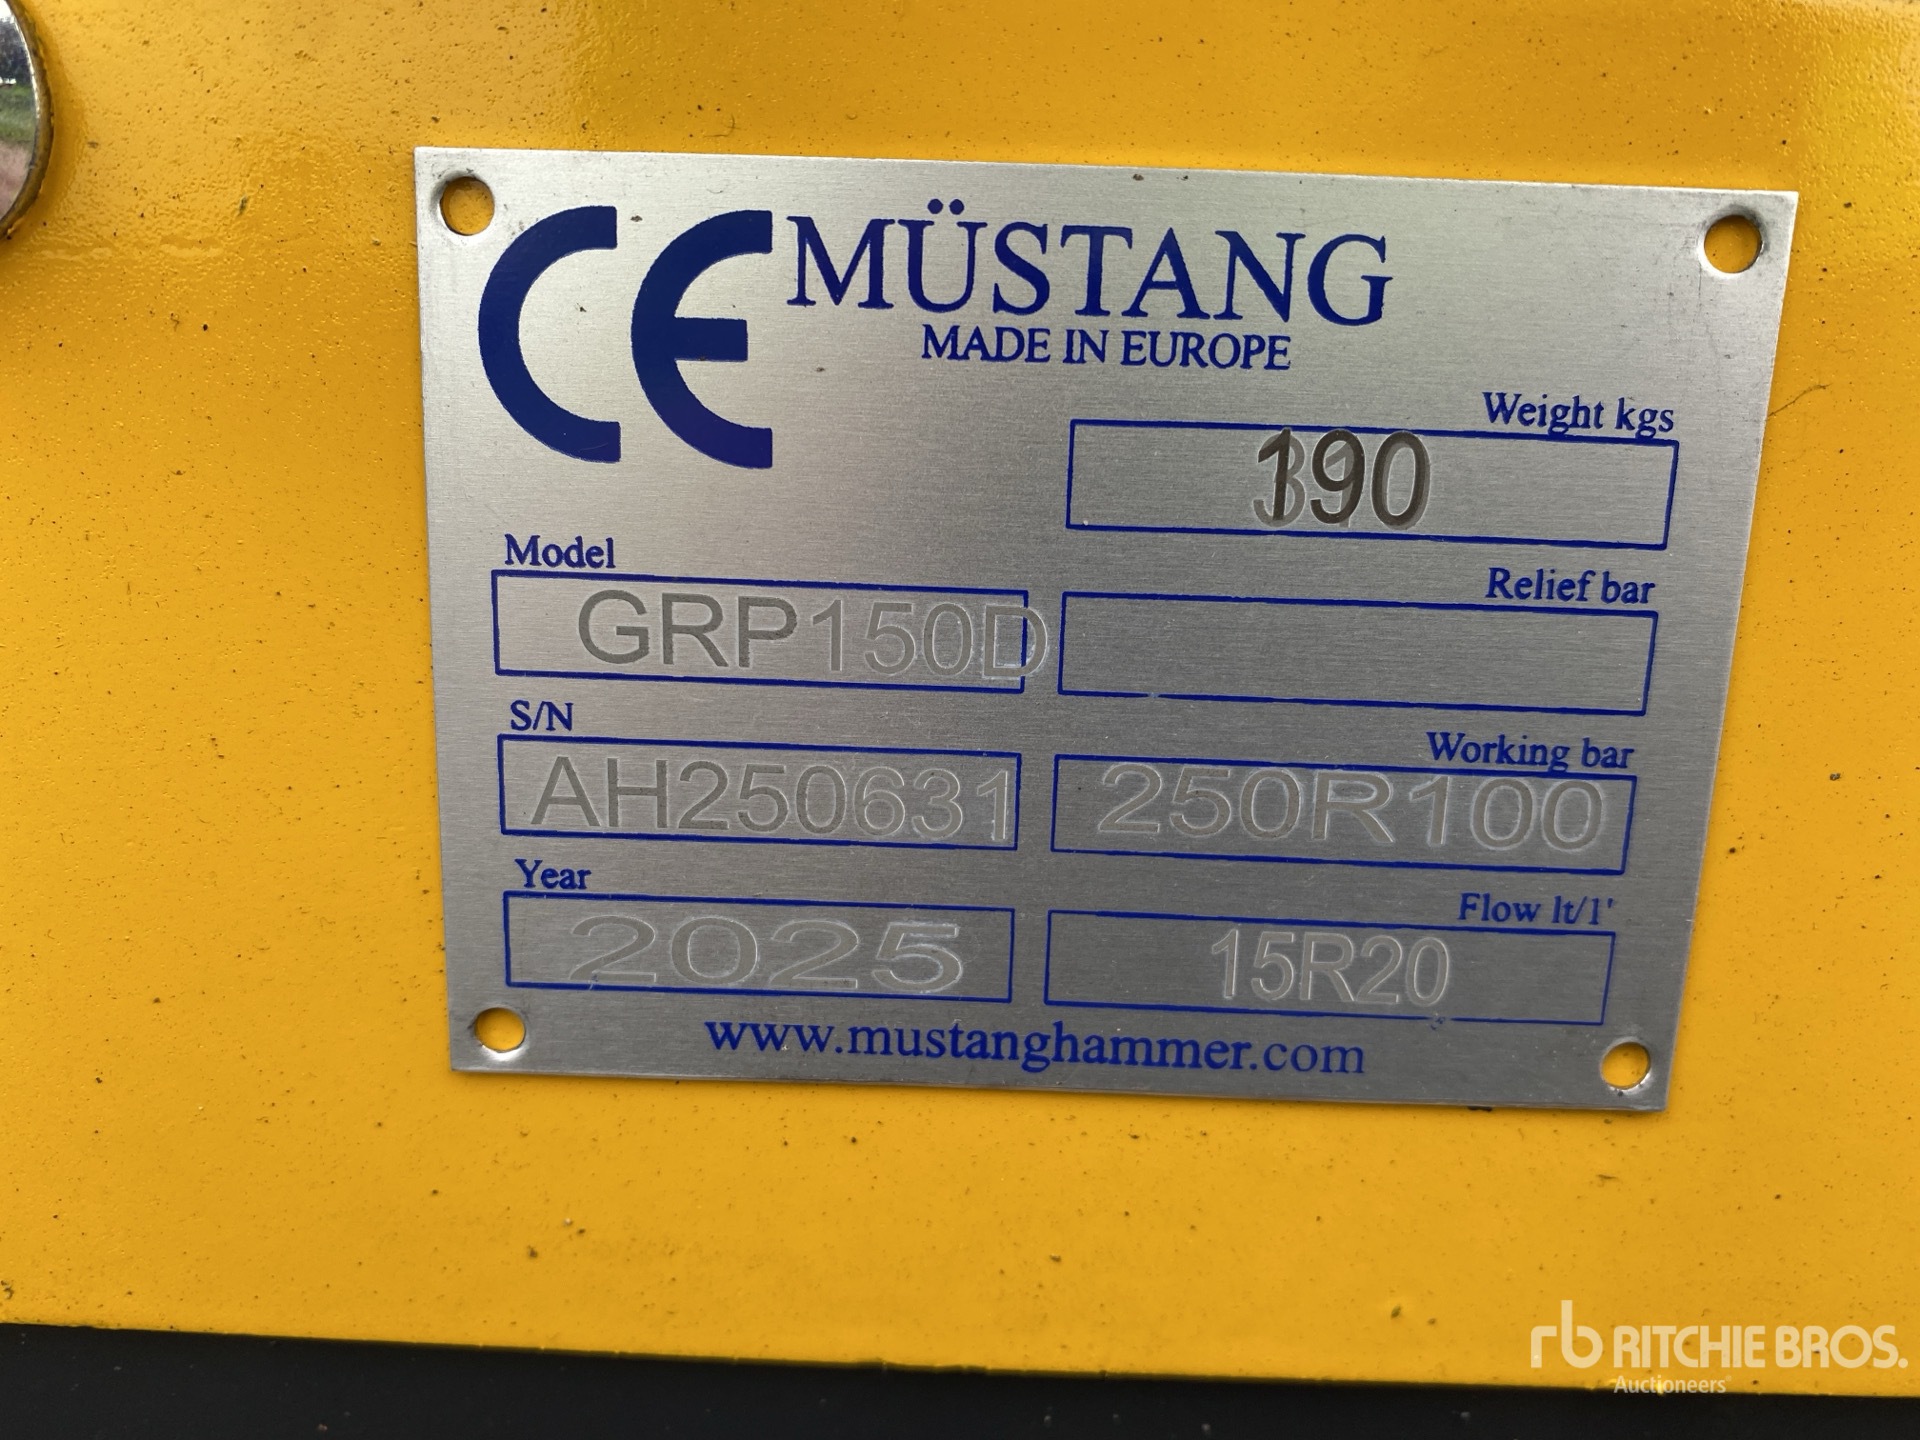 CE MÜSTANG
MADE IN EUROPE
Weight kgs
190
Model
GRP150D
Relief bar
S/N
AH250631
Working bar
250R100
Year
2025
Flow lt/1'
15R20
www.mustanghammer.com
rb RITCHIE BROS.
Auctioneers